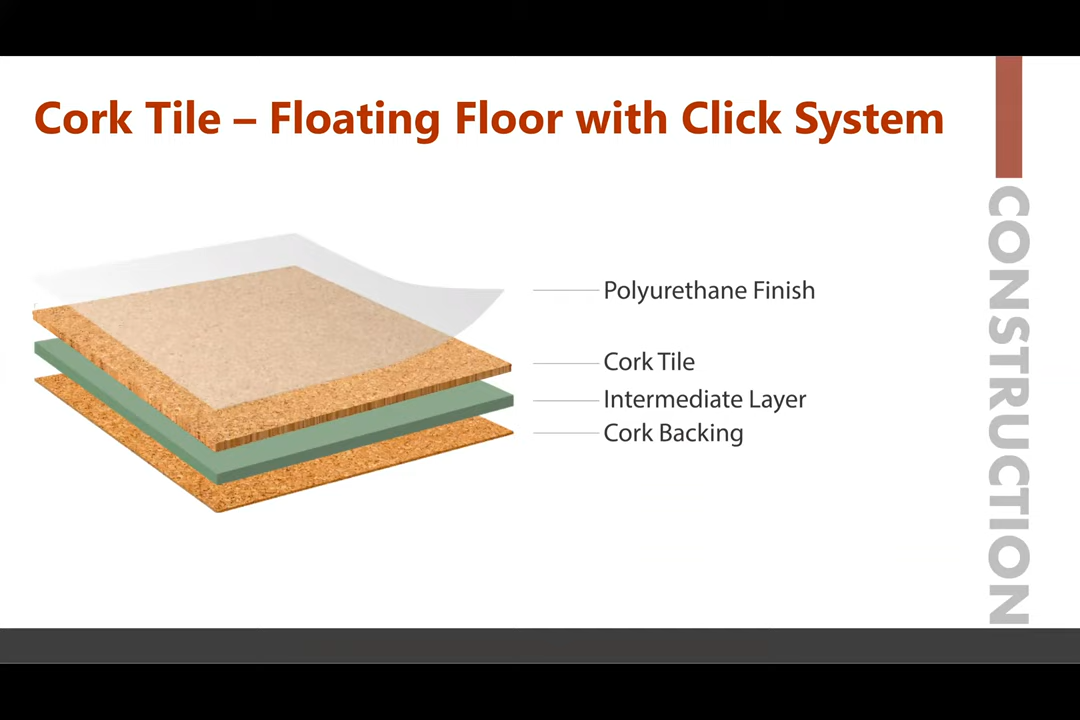 Cork Tile – Floating Floor with Click System
Polyurethane Finish
Cork Tile
Intermediate Layer
Cork Backing
CONSTRUCTION